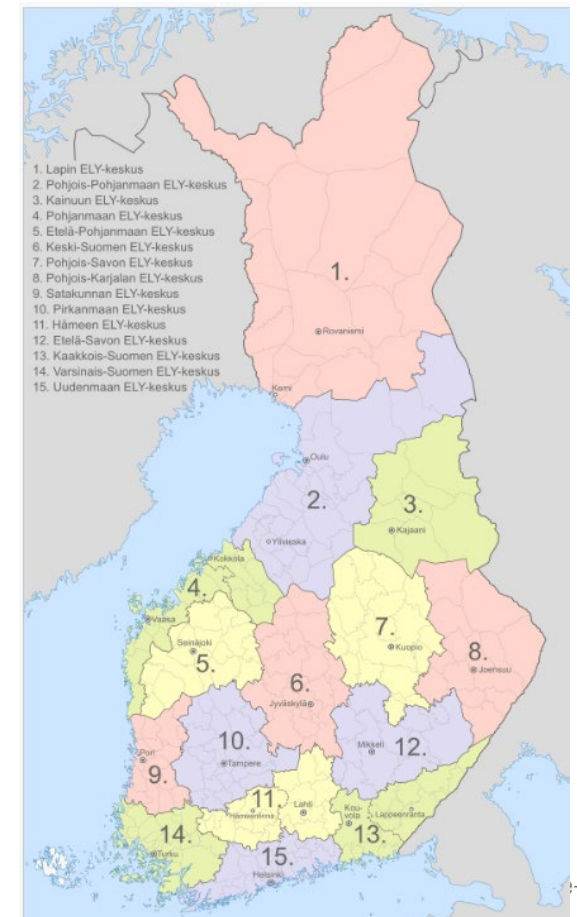 1. Lapin ELY-keskus
2. Pohjois-Pohjanmaan ELY-keskus
3. Kainuun ELY-keskus
4. Pohjanmaan ELY-keskus
5. Etelä-Pohjanmaan ELY-keskus
6. Keski-Suomen ELY-keskus
7. Pohjois-Savon ELY-keskus
8. Pohjois-Karjalan ELY-keskus
9. Satakunnan ELY-keskus
10. Pirkanmaan ELY-keskus
11. Hämeen ELY-keskus
12. Etelä-Savon ELY-keskus
13. Kaakkois-Suomen ELY-keskus
14. Varsinais-Suomen ELY-keskus
15. Uudenmaan ELY-keskus
1.
Rovaniemi
Kemi
Oulu
2.
3.
Kajaani
Ylivieska
Kokkola
4.
Vaasa
Seinäjoki
5.
7.
Kuopio
8.
Joensuu
6.
Jyväskylä
10.
Tampere
Mikkeli
12.
Pori
9.
11.
Hämeenlinna
Lahti
Kou-
vola
Lappeenranta
13.
14.
Turku
15.
Helsinki